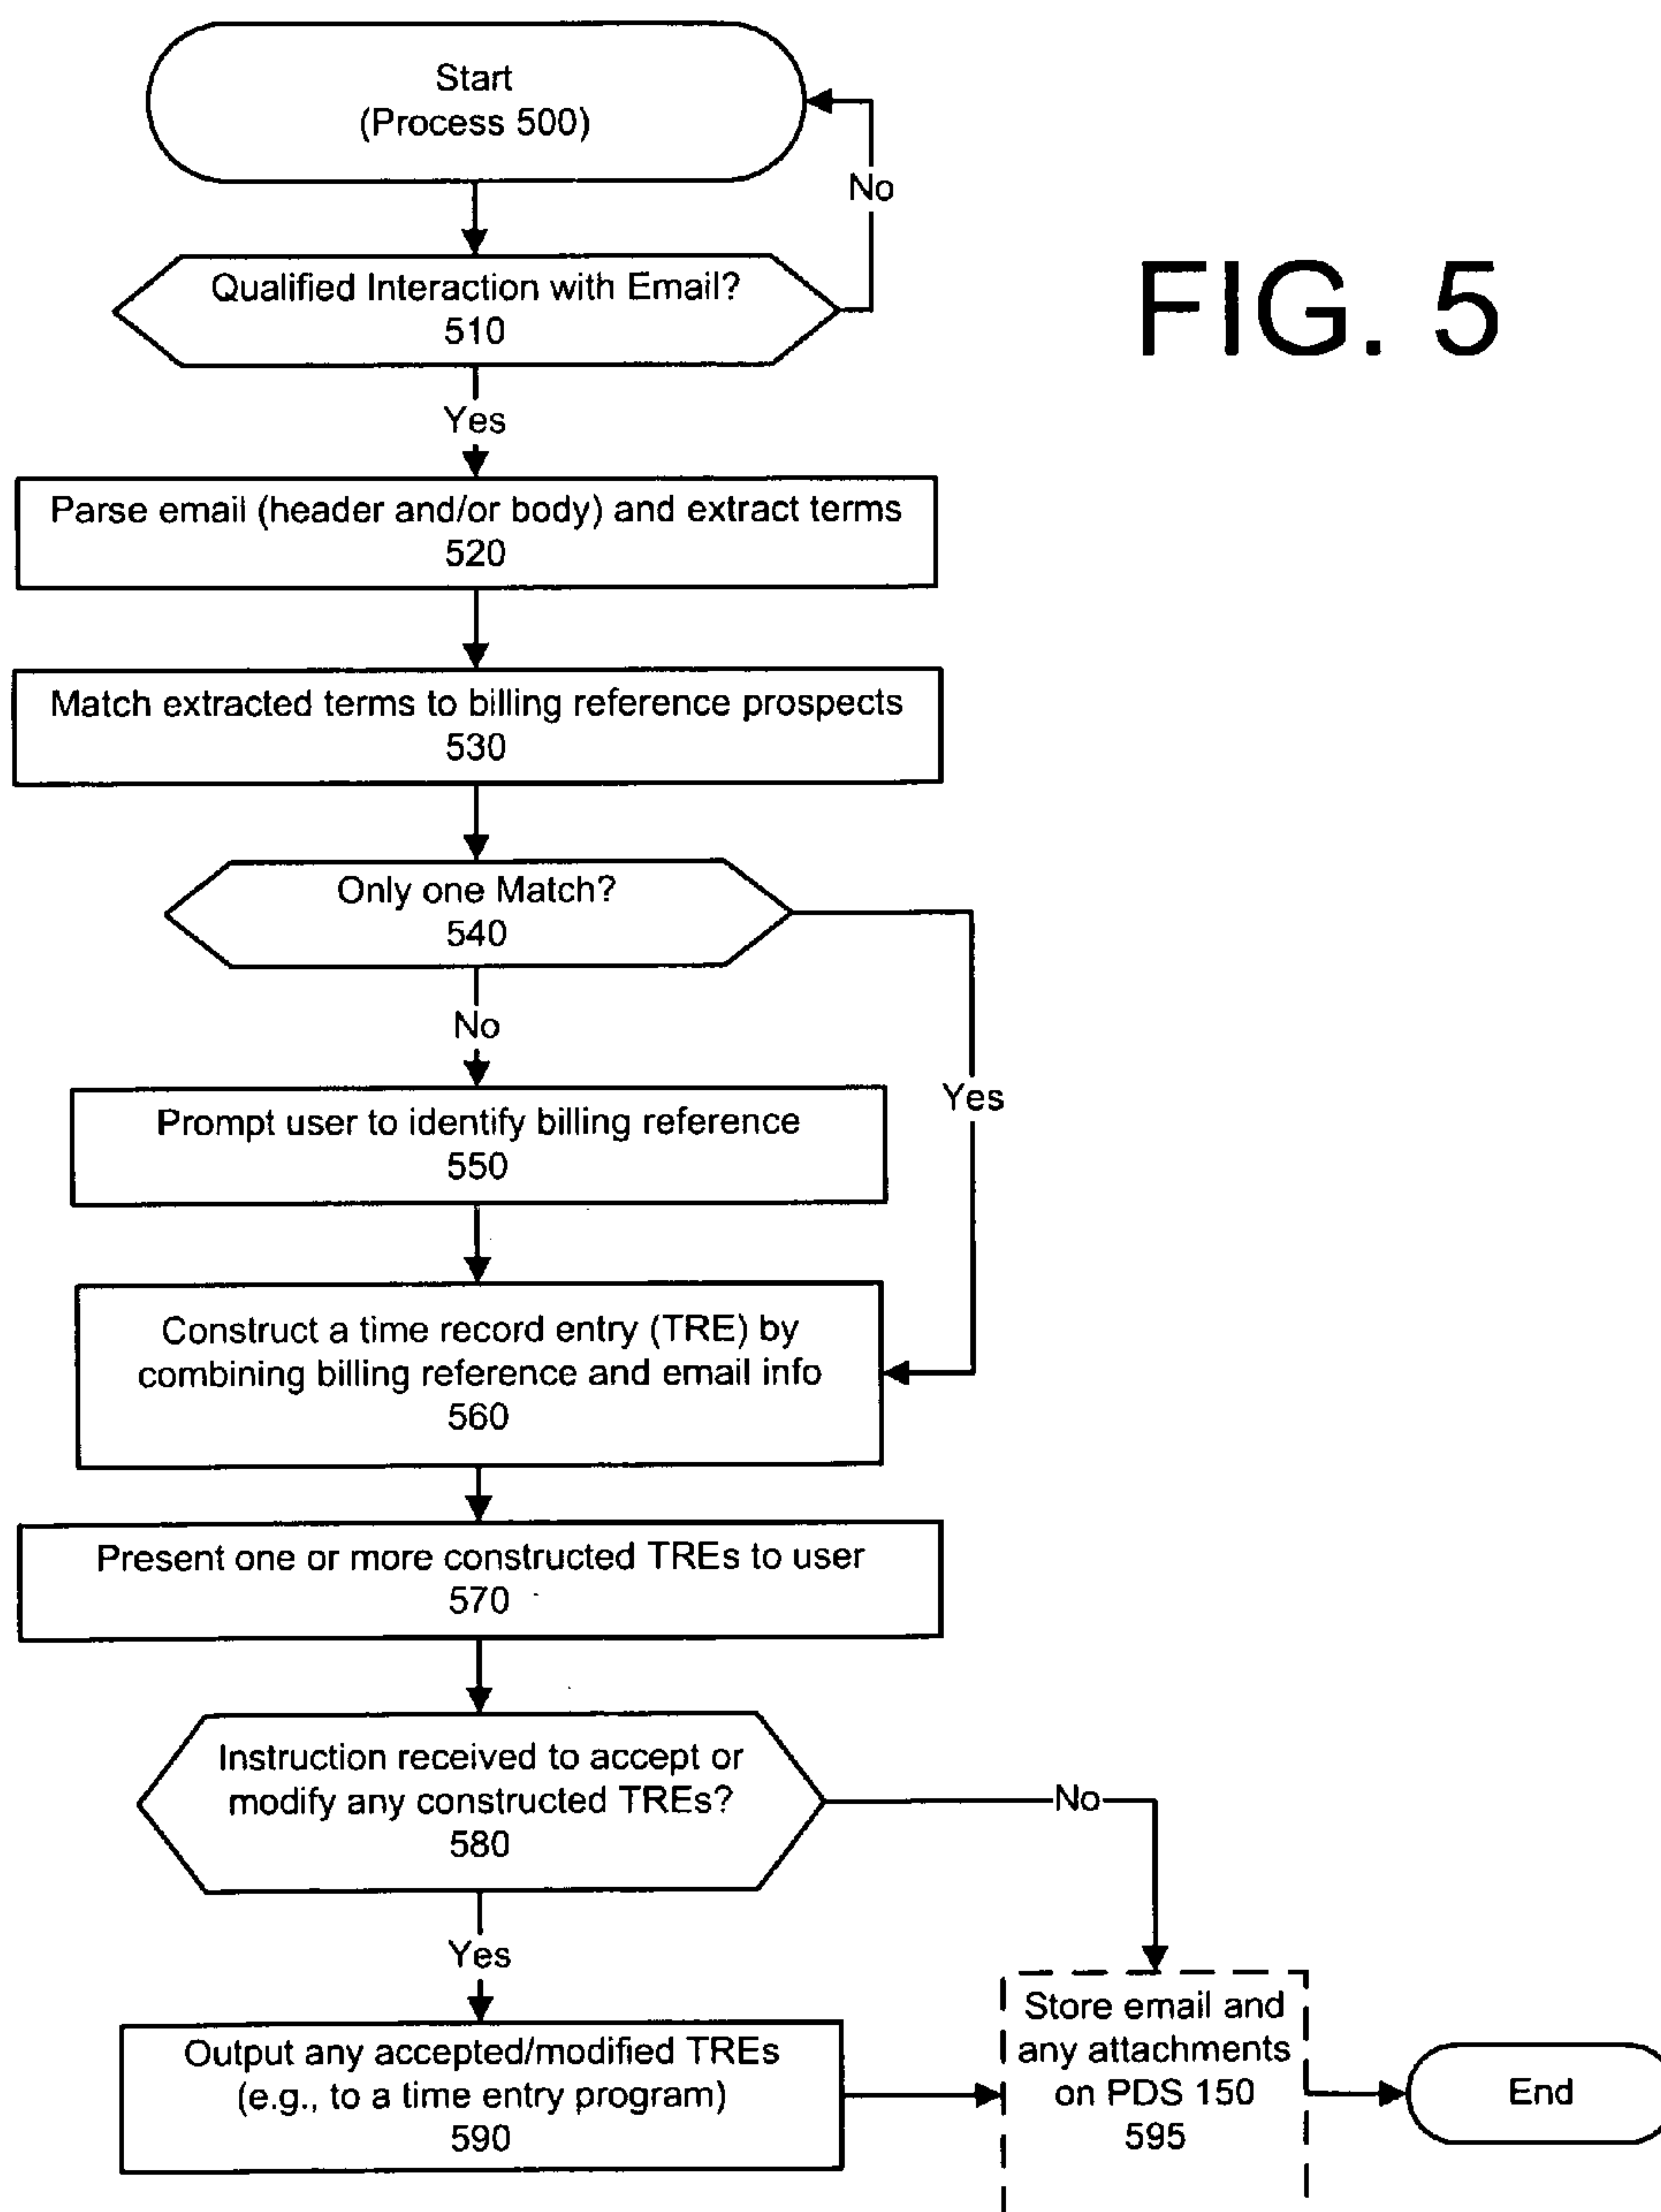 Start
(Process 500)
No
FIG. 5
Qualified Interaction with Email?
510
Yes
Parse email (header and/or body) and extract terms
520
Match extracted terms to billing reference prospects
530
Only one Match?
540
No
Yes
Prompt user to identify billing reference
550
Construct a time record entry (TRE) by
combining billing reference and email info
560
Present one or more constructed TREs to user
570
Instruction received to accept or
modify any constructed TREs?
580
No
Yes
Output any accepted/modified TREs
(e.g., to a time entry program)
590
Store email and
any attachments
on PDS 150
595
End